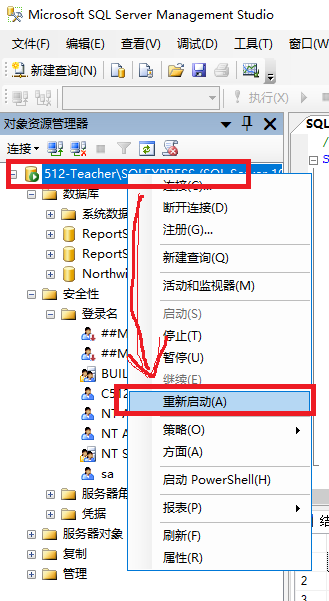 Microsoft SQL Server Management Studio
文件(F) 编辑(E) 查看(V) 调试(D) 工具(T) 窗口(W
新建查询(N)
执行(X)
对象资源管理器
SQL
连接
512-Teacher\SQLEXPRESS (SQL Server 10
数据库
系统数据
ReportS
ReportS
Northwi
安全性
登录名
##M
##M
BUIL
C512
NT A
NT A
NT S
sa
服务器角
凭据
服务器对象
复制
管理
连接(C)...
断开连接(D)
注册(G)...
新建查询(Q)
活动和监视器(M)
启动(S)
停止(T)
暂停(U)
继续(E)
重新启动(A)
策略(O)
方面(A)
启动 PowerShell(H)
报表(P)
刷新(F)
属性(R)
结
1
2
3